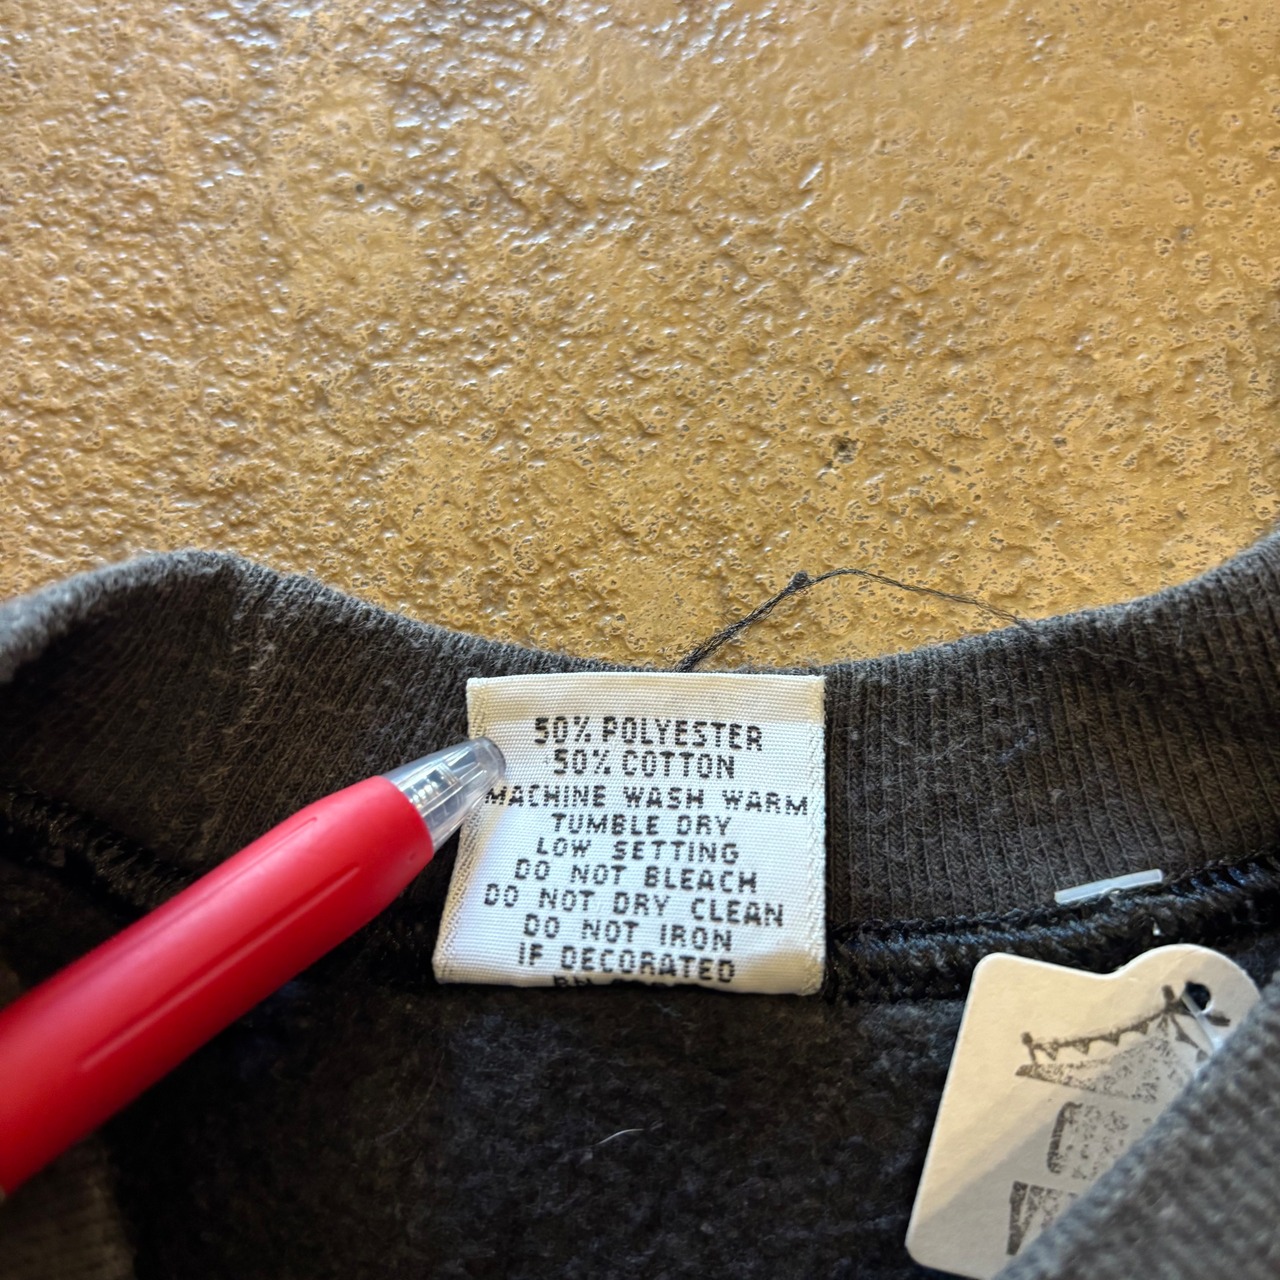 50% POLYESTER
50% COTTON
MACHINE WASH WARM
TUMBLE DRY
LOW SETTING
DO NOT BLEACH
DO NOT DRY CLEAN
DO NOT IRON
IF DECORATED